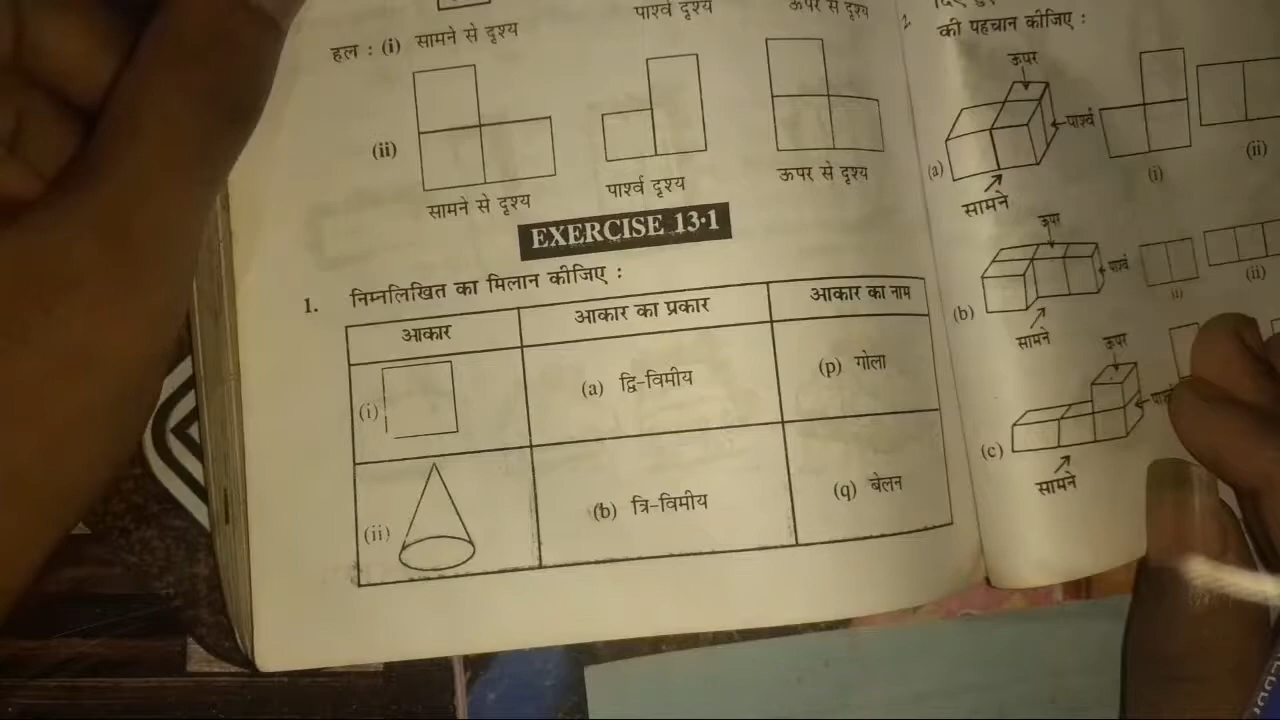 पार्श्व दृश्य
ऊपर से दृश्य
हल : (i) सामने से दृश्य
(ii)
सामने से दृश्य
पार्श्व दृश्य
ऊपर से दृश्य
EXERCISE 13·1
1. निम्नलिखित का मिलान कीजिए :
आकार
आकार का प्रकार
आकार का नाम
(i)
(a) द्वि-विमीय
(p) गोला
(ii)
(b) त्रि-विमीय
(q) बेलन
की पहचान कीजिए :
ऊपर
पार्श्व
(a)
सामने
(i)
(ii)
ऊपर
पार्श्व
(b)
सामने
(i)
(ii)
ऊपर
(c)
सामने